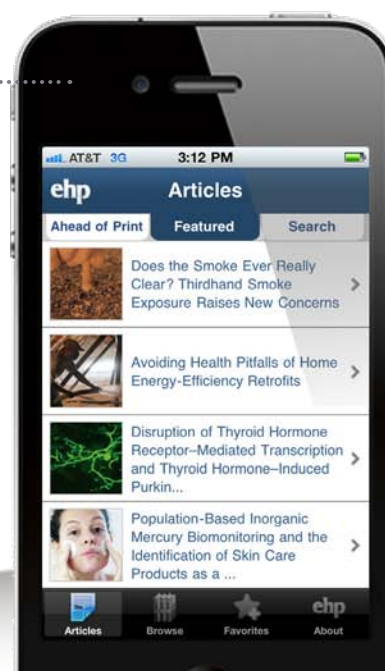 AT&T 3G 3:12 PM
ehp Articles
Ahead of Print Featured Search
Does the Smoke Ever Really
Clear? Thirdhand Smoke
Exposure Raises New Concerns
Avoiding Health Pitfalls of Home
Energy-Efficiency Retrofits
Disruption of Thyroid Hormone
Receptor–Mediated Transcription
and Thyroid Hormone–Induced
Purkin...
Population-Based Inorganic
Mercury Biomonitoring and the
Identification of Skin Care
Products as a ...
ehp
Articles Browse Favorites About